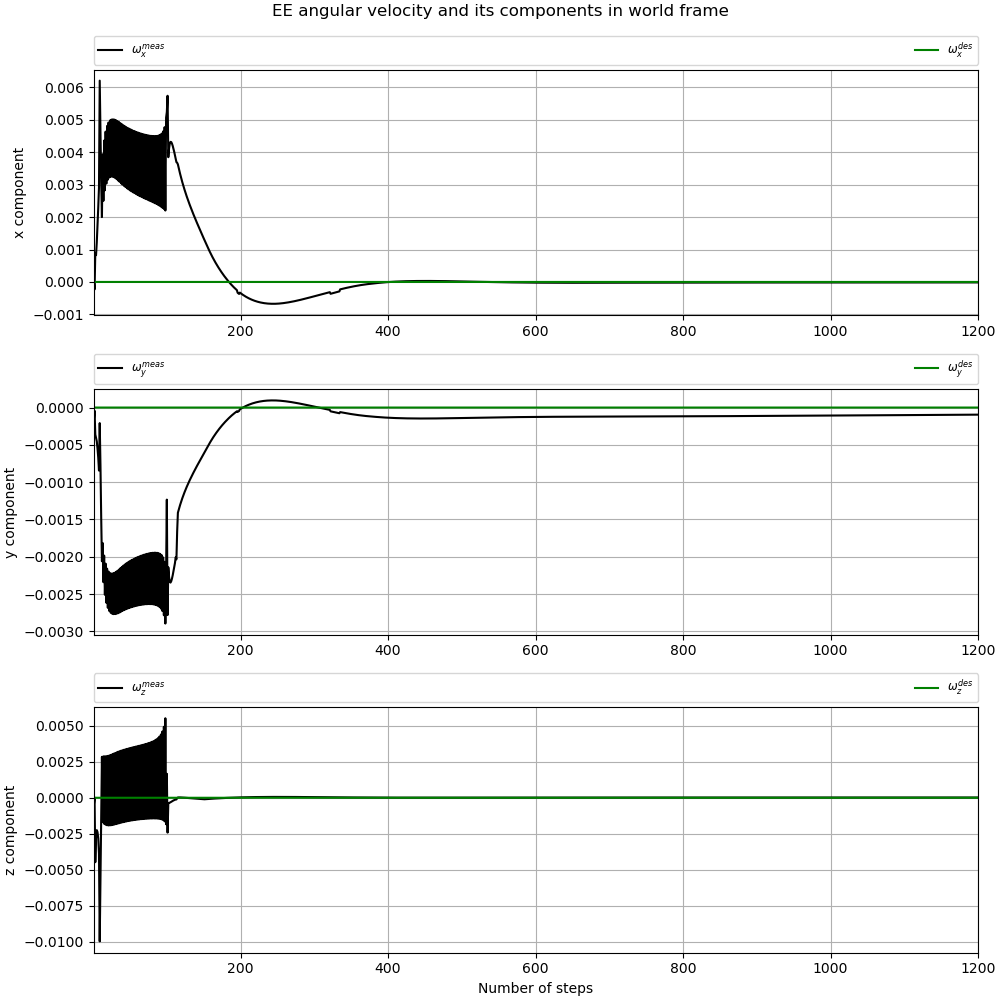 EE angular velocity and its components in world frame
ω_x^meas ω_x^des
0.006
0.005
0.004
0.003
0.002
0.001
0.000
−0.001
x component
200 400 600 800 1000 1200
ω_y^meas ω_y^des
0.0000
−0.0005
−0.0010
−0.0015
−0.0020
−0.0025
−0.0030
y component
200 400 600 800 1000 1200
ω_z^meas ω_z^des
0.0050
0.0025
0.0000
−0.0025
−0.0050
−0.0075
−0.0100
z component
200 400 600 800 1000 1200
Number of steps